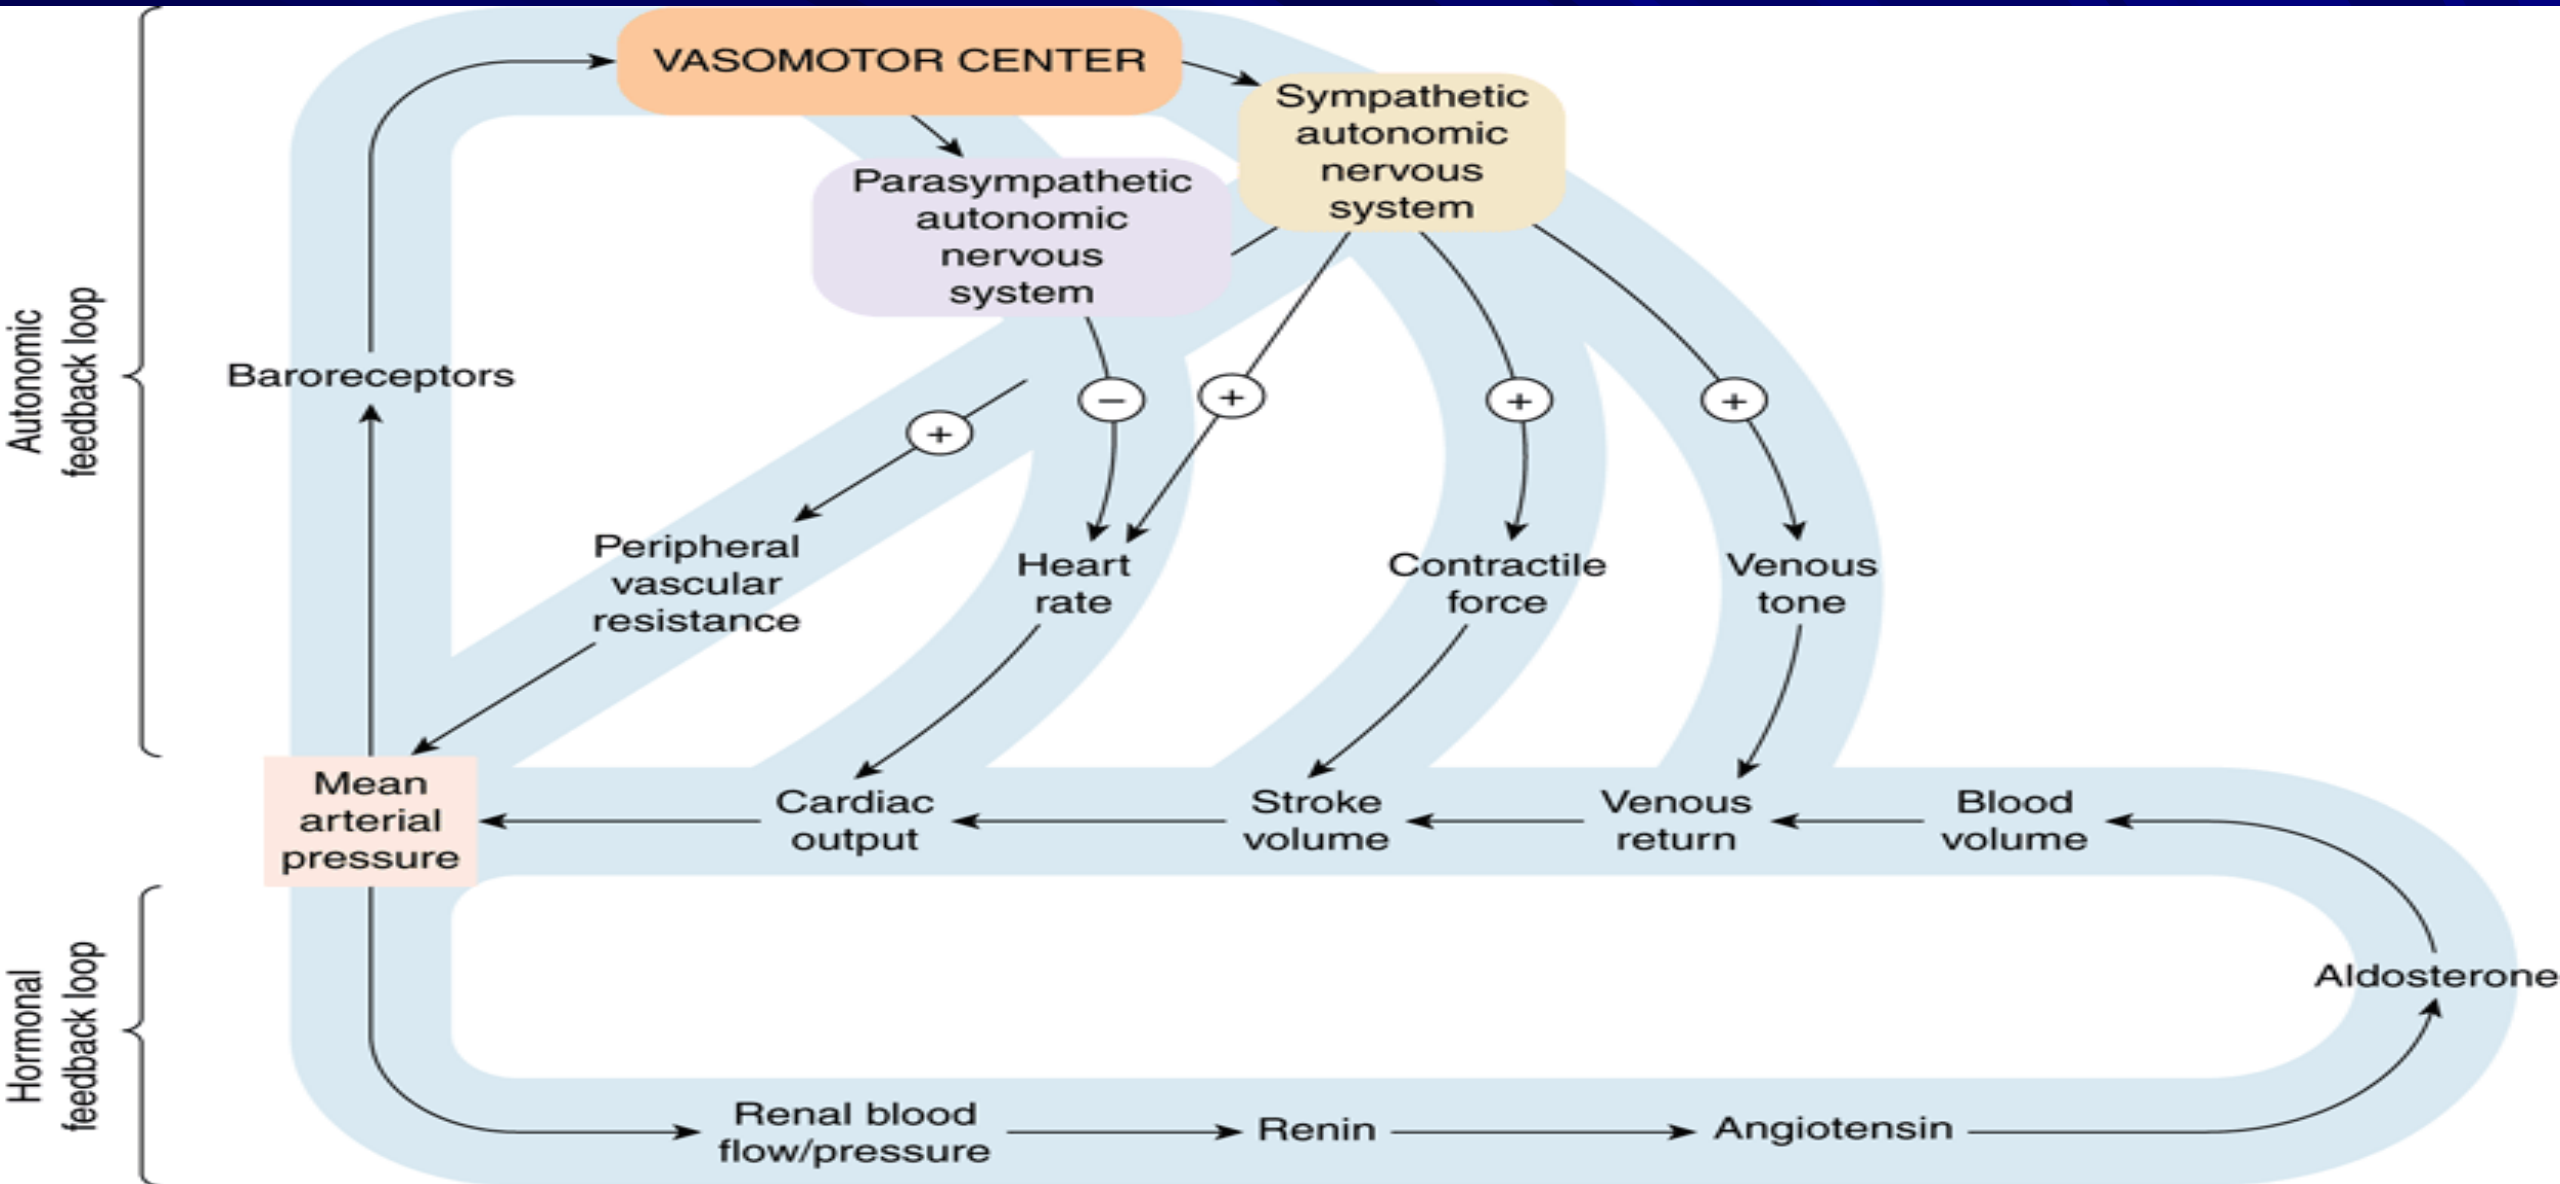 VASOMOTOR CENTER
Sympathetic
autonomic
nervous
system
Parasympathetic
autonomic
nervous
system
Autonomic
feedback loop
Baroreceptors
+
−
+
+
+
Peripheral
vascular
resistance
Heart
rate
Contractile
force
Venous
tone
Mean
arterial
pressure
Cardiac
output
Stroke
volume
Venous
return
Blood
volume
Hormonal
feedback loop
Aldosterone
Renal blood
flow/pressure
Renin
Angiotensin